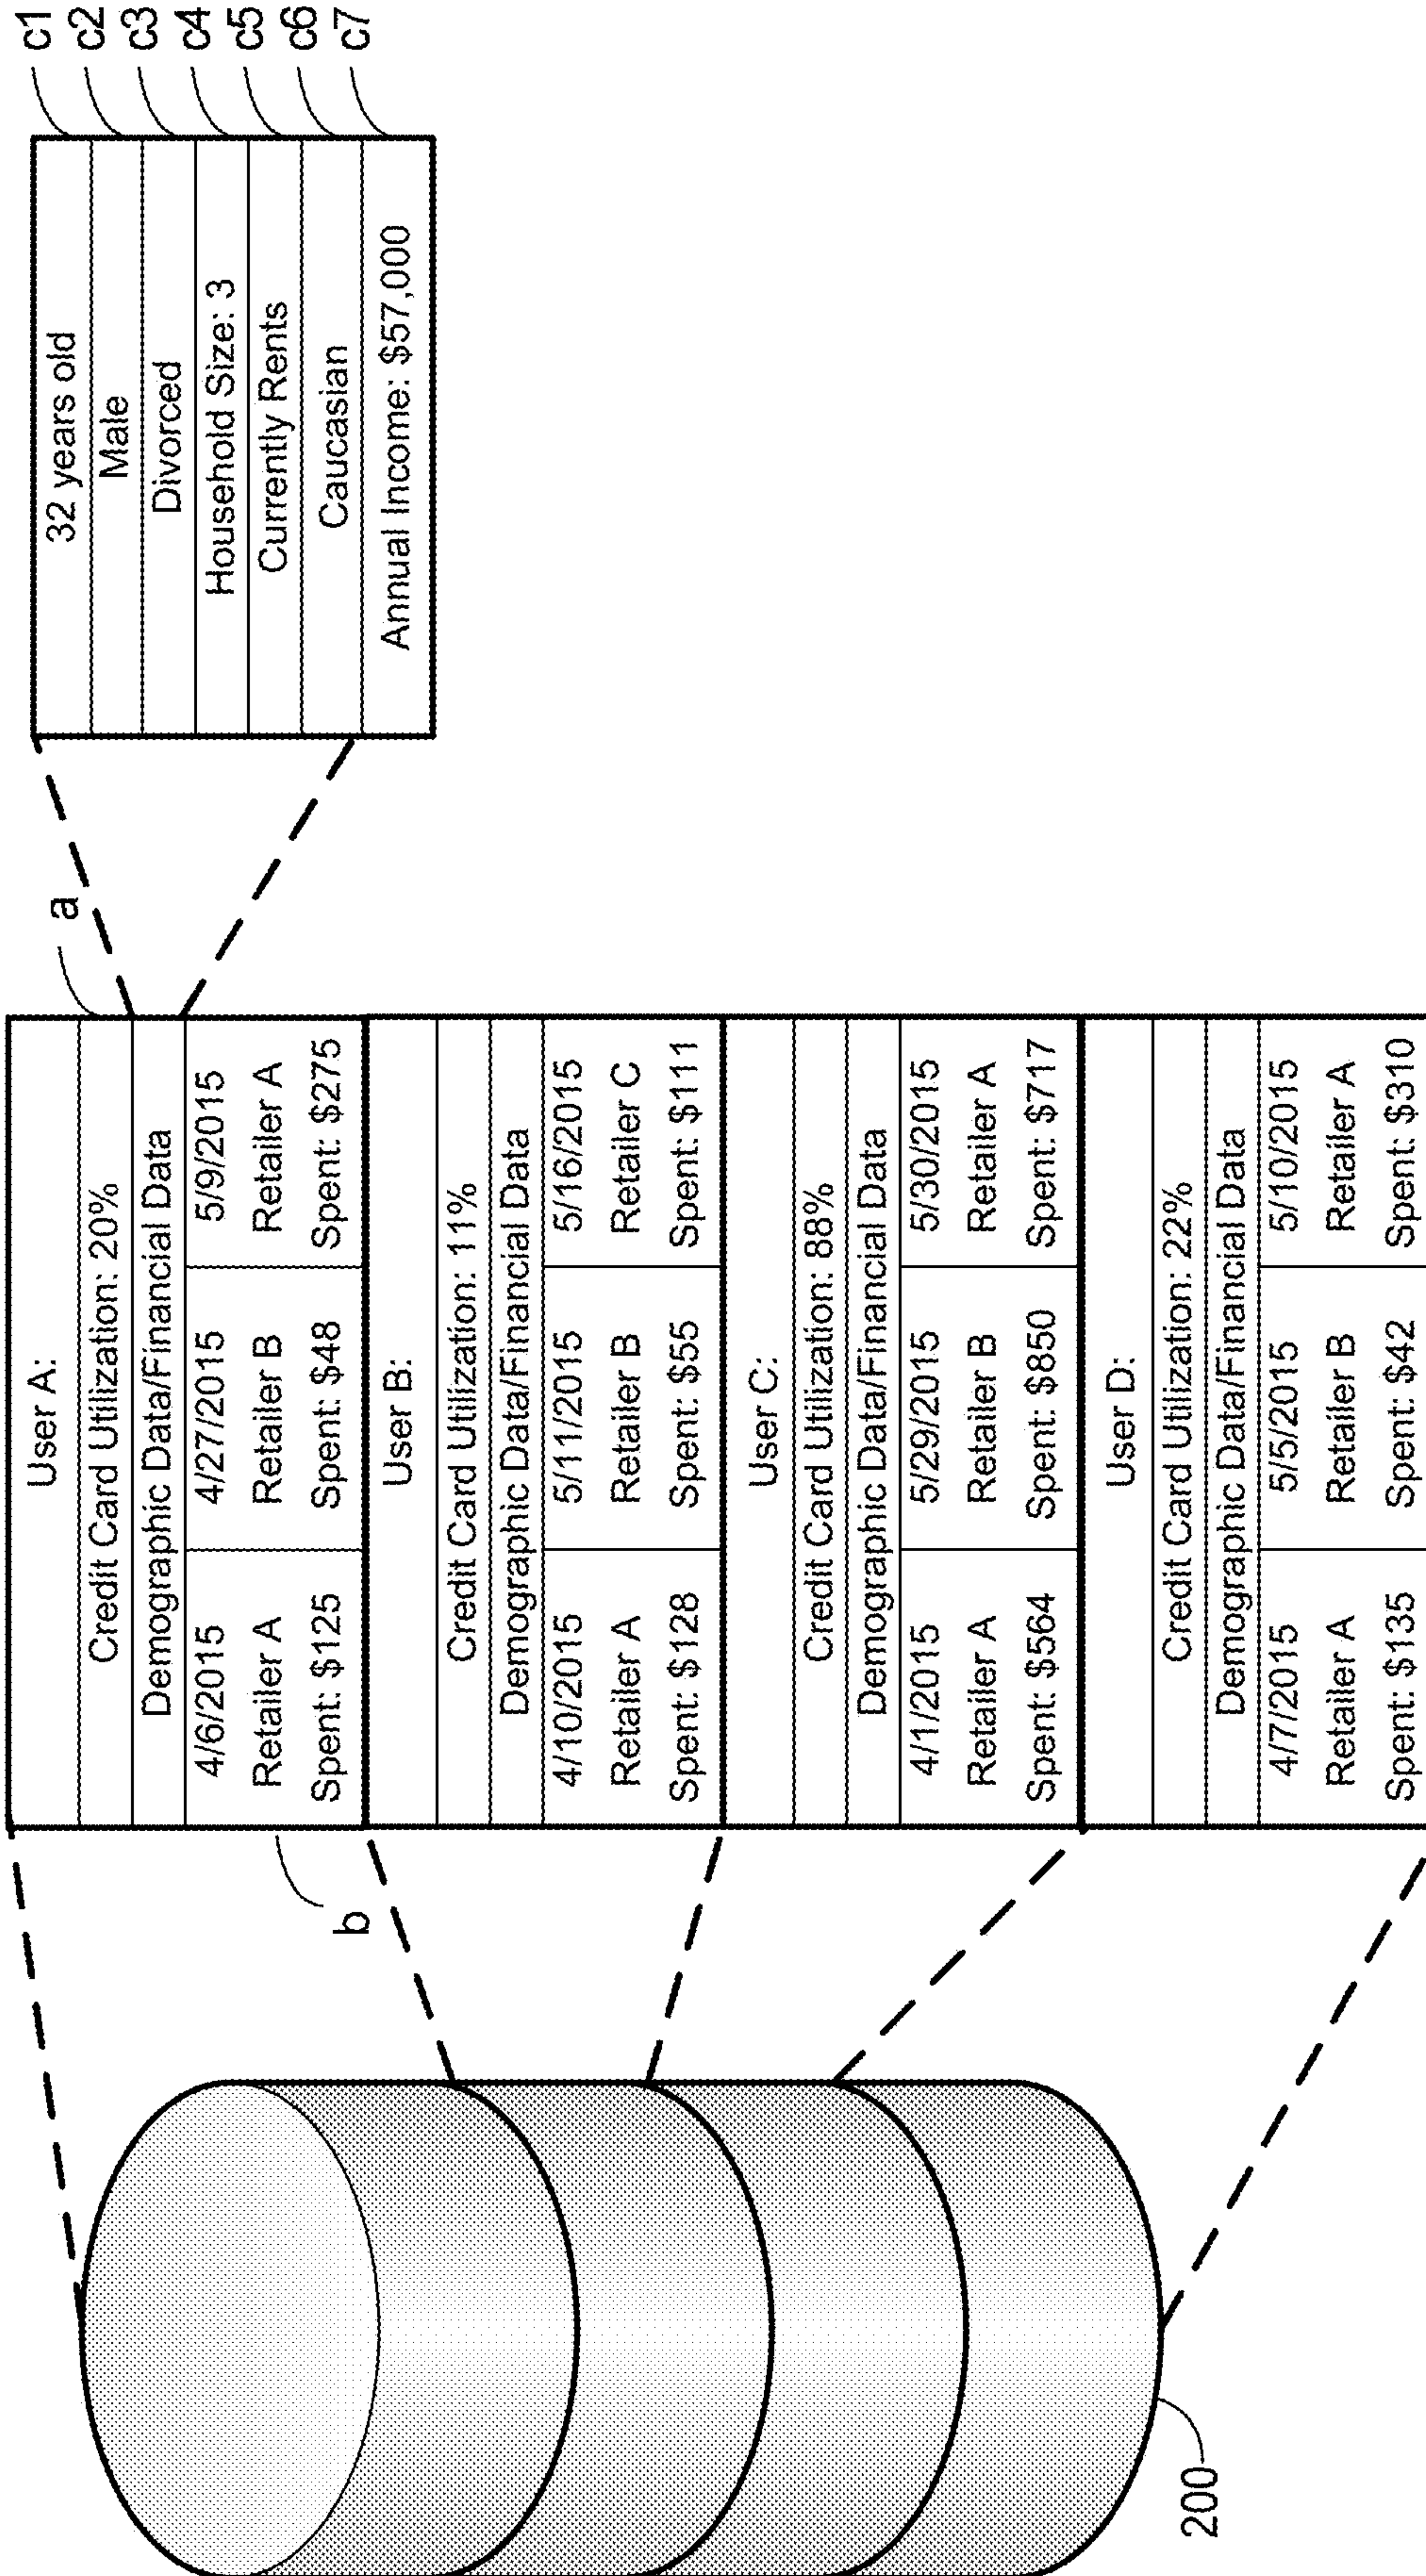 User A:
Credit Card Utilization: 20%
a
Demographic Data/Financial Data
4/6/2015 4/27/2015 5/9/2015
Retailer A Retailer B Retailer A
Spent: $125 Spent: $48 Spent: $275
b
User B:
Credit Card Utilization: 11%
Demographic Data/Financial Data
4/10/2015 5/11/2015 5/16/2015
Retailer A Retailer B Retailer C
Spent: $128 Spent: $55 Spent: $111
User C:
Credit Card Utilization: 88%
Demographic Data/Financial Data
4/1/2015 5/29/2015 5/30/2015
Retailer A Retailer B Retailer A
Spent: $564 Spent: $850 Spent: $717
User D:
Credit Card Utilization: 22%
Demographic Data/Financial Data
4/7/2015 5/5/2015 5/10/2015
Retailer A Retailer B Retailer A
Spent: $135 Spent: $42 Spent: $310
32 years old c1
Male c2
Divorced c3
Household Size: 3 c4
Currently Rents c5
Caucasian c6
Annual Income: $57,000 c7
200